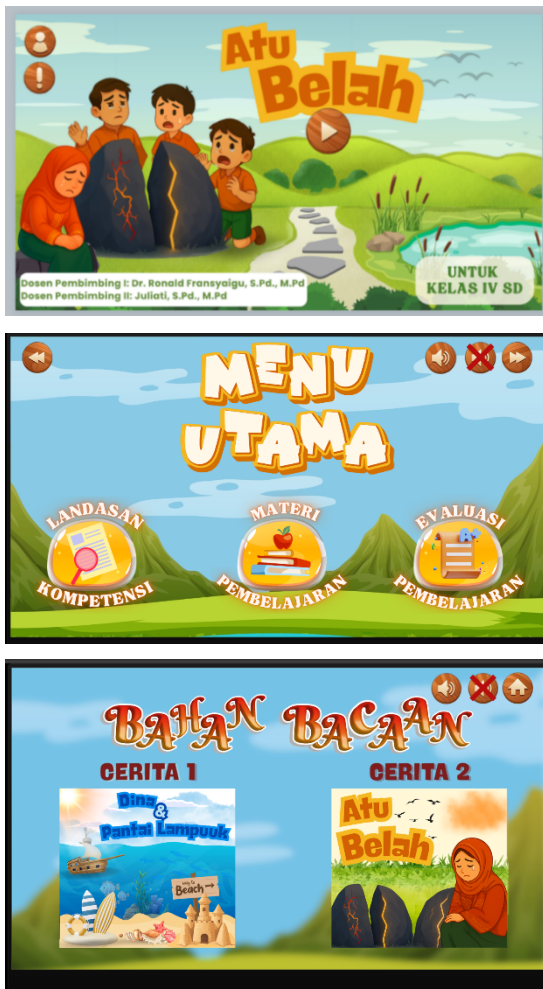 Atu
Belah
Dosen Pembimbing I: Dr. Ronald Fransyaigu, S.Pd., M.Pd
Dosen Pembimbing II: Juliati, S.Pd., M.Pd
UNTUK
KELAS IV SD
MENU
UTAMA
LANDASAN
KOMPETENSI
MATERI
PEMBELAJARAN
EVALUASI
PEMBELAJARAN
BAHAN BACAAN
CERITA 1
Dina
&
Pantai Lampuuk
Beach
CERITA 2
Atu
Belah